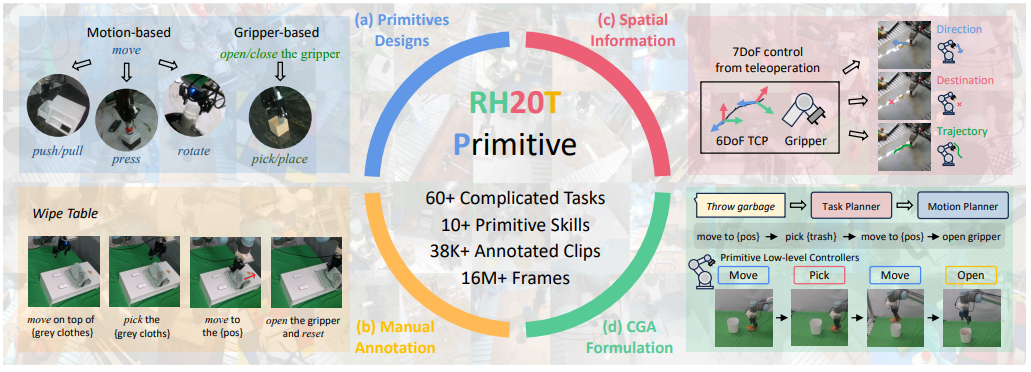 (a) Primitives
Designs
Motion-based
move
Gripper-based
open/close the gripper
push/pull
press
rotate
pick/place
(c) Spatial
Information
7DoF control
from teleoperation
6DoF TCP
Gripper
Direction
Destination
Trajectory
RH20T
Primitive
60+ Complicated Tasks
10+ Primitive Skills
38K+ Annotated Clips
16M+ Frames
Wipe Table
move on top of
{grey clothes}
pick the
{grey cloths}
move to
the {pos}
open the gripper
and reset
(b) Manual
Annotation
(d) CGA
Formulation
Throw garbage
Task Planner
Motion Planner
move to {pos}
pick {trash}
move to {pos}
open gripper
Primitive Low-level Controllers
Move
Pick
Move
Open